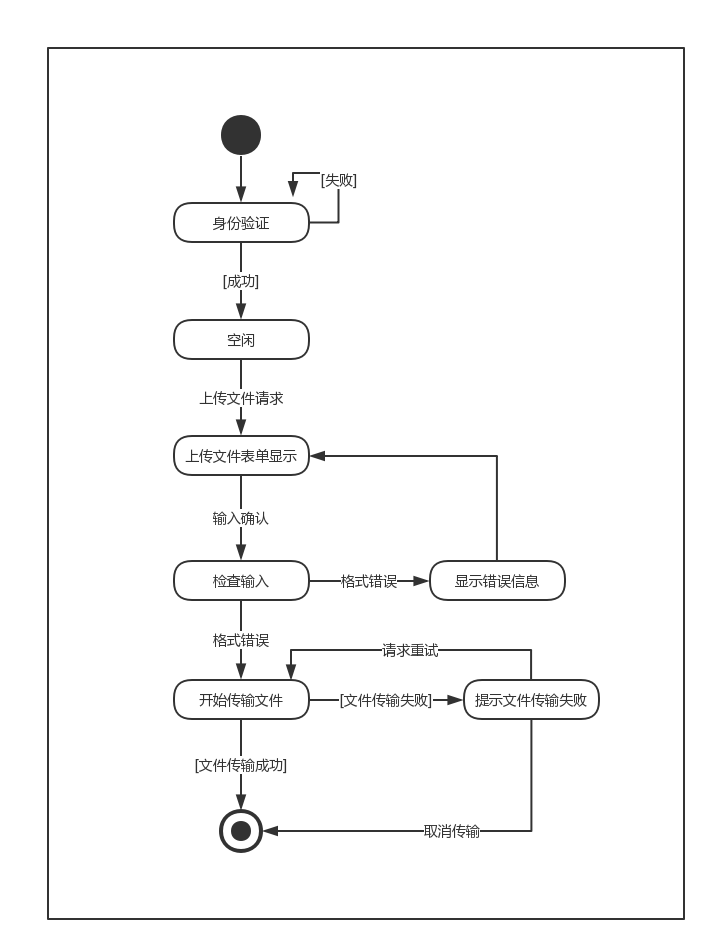 [失败]
身份验证
[成功]
空闲
上传文件请求
上传文件表单显示
输入确认
检查输入
格式错误
显示错误信息
格式错误
请求重试
开始传输文件
[文件传输失败]
提示文件传输失败
[文件传输成功]
取消传输